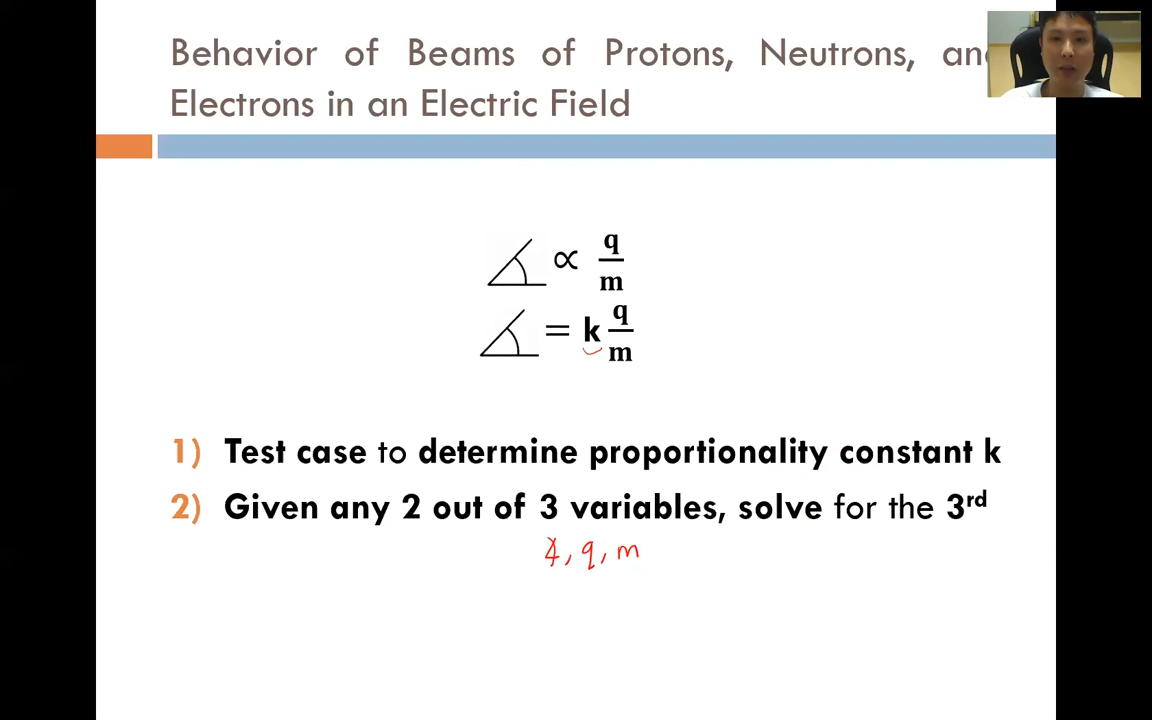 Behavior of Beams of Protons, Neutrons, an
Electrons in an Electric Field
∡ ∝ q/m
∡ = k q/m
1) Test case to determine proportionality constant k
2) Given any 2 out of 3 variables, solve for the 3rd
∡, q, m